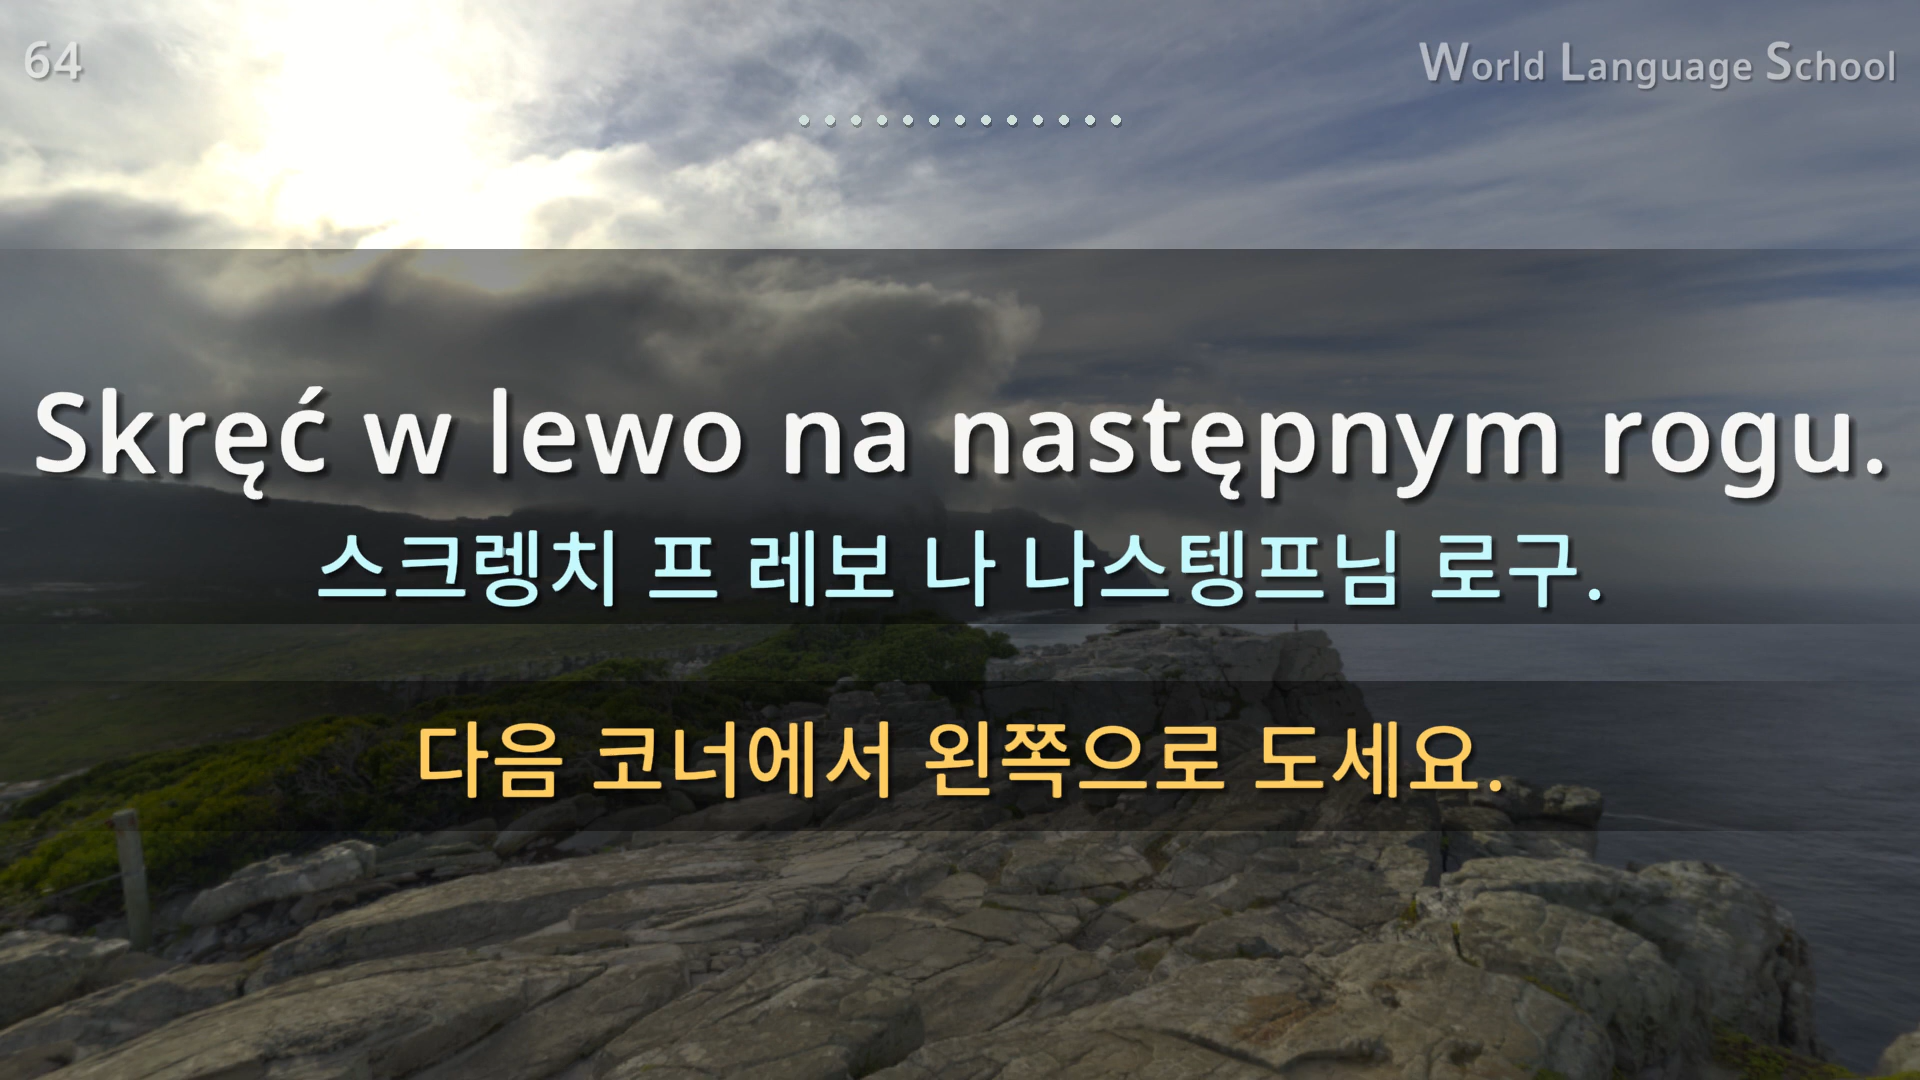 64
World Language School
Skręć w lewo na następnym rogu.
스크렝치 프 레보 나 나스텡프님 로구.
다음 코너에서 왼쪽으로 도세요.